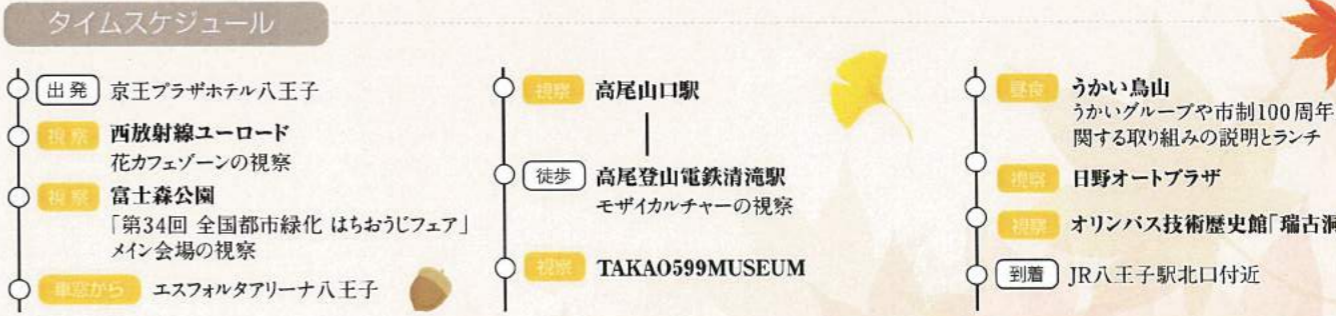 タイムスケジュール
出発 京王プラザホテル八王子
視察 西放射線ユーロード
花カフェゾーンの視察
視察 富士森公園
「第34回 全国都市緑化 はちおうじフェア」
メイン会場の視察
車窓から エスフォルタアリーナ八王子
視察 高尾山口駅
徒歩 高尾登山電鉄清滝駅
モザイカルチャーの視察
視察 TAKAO599MUSEUM
昼食 うかい鳥山
うかいグループや市制100周年
関する取り組みの説明とランチ
視察 日野オートプラザ
視察 オリンパス技術歴史館「瑞古洞
到着 JR八王子駅北口付近